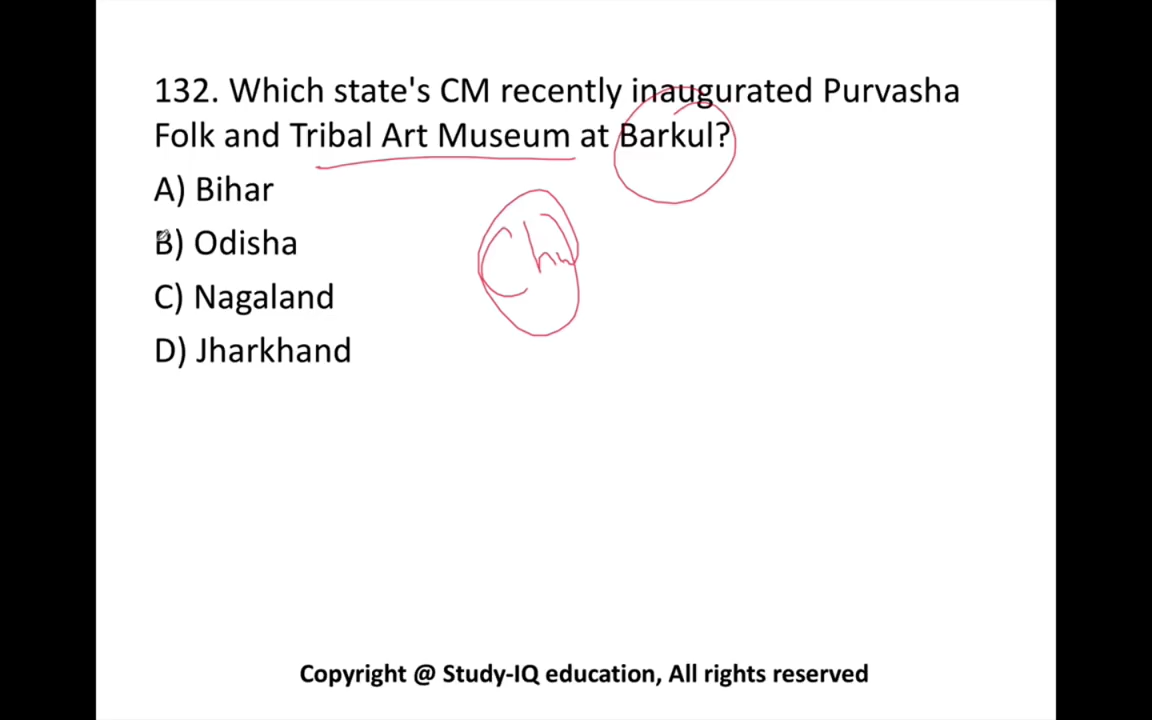 132. Which state's CM recently inaugurated Purvasha
Folk and Tribal Art Museum at Barkul?
A) Bihar
B) Odisha
C) Nagaland
D) Jharkhand
Copyright @ Study-IQ education, All rights reserved